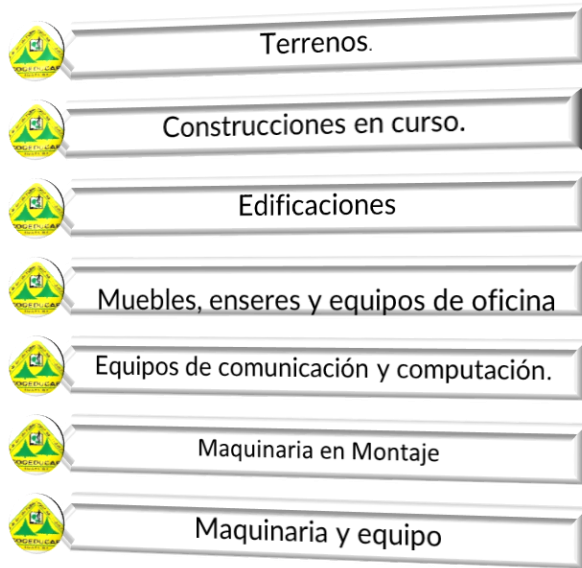 Terrenos.
Construcciones en curso.
Edificaciones
Muebles, enseres y equipos de oficina
Equipos de comunicación y computación.
Maquinaria en Montaje
Maquinaria y equipo